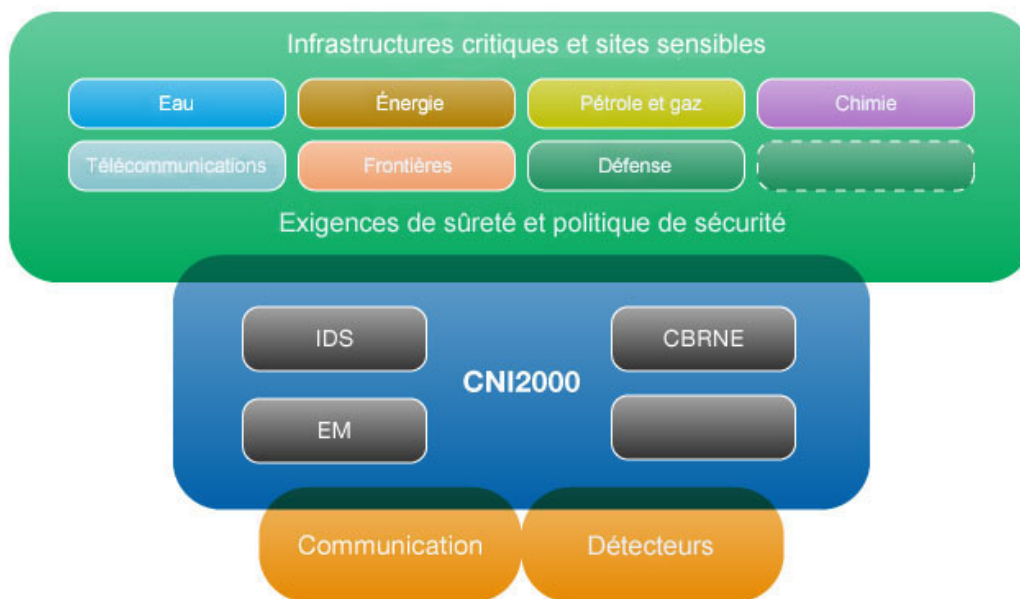 Infrastructures critiques et sites sensibles
Eau
Énergie
Pétrole et gaz
Chimie
Télécommunications
Frontières
Défense
Exigences de sûreté et politique de sécurité
IDS
CBRNE
CNI2000
EM
Communication
Détecteurs